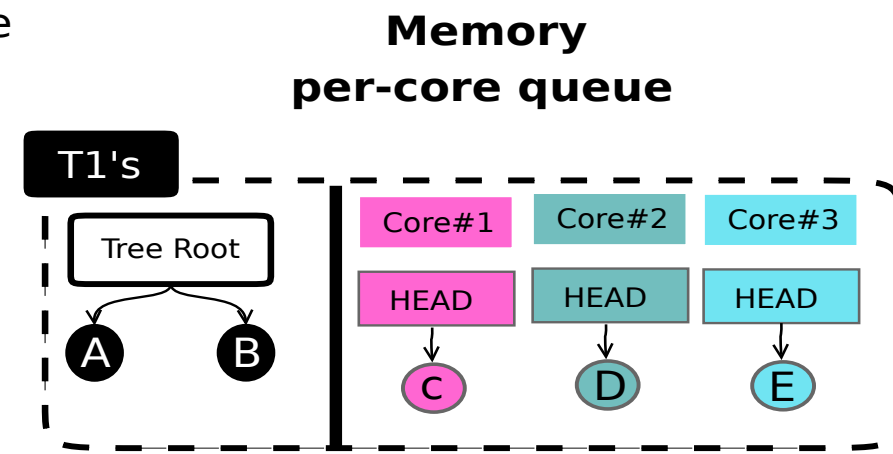 e
Memory
per-core queue
T1's
Tree Root
A B
Core#1 Core#2 Core#3
HEAD HEAD HEAD
c D E